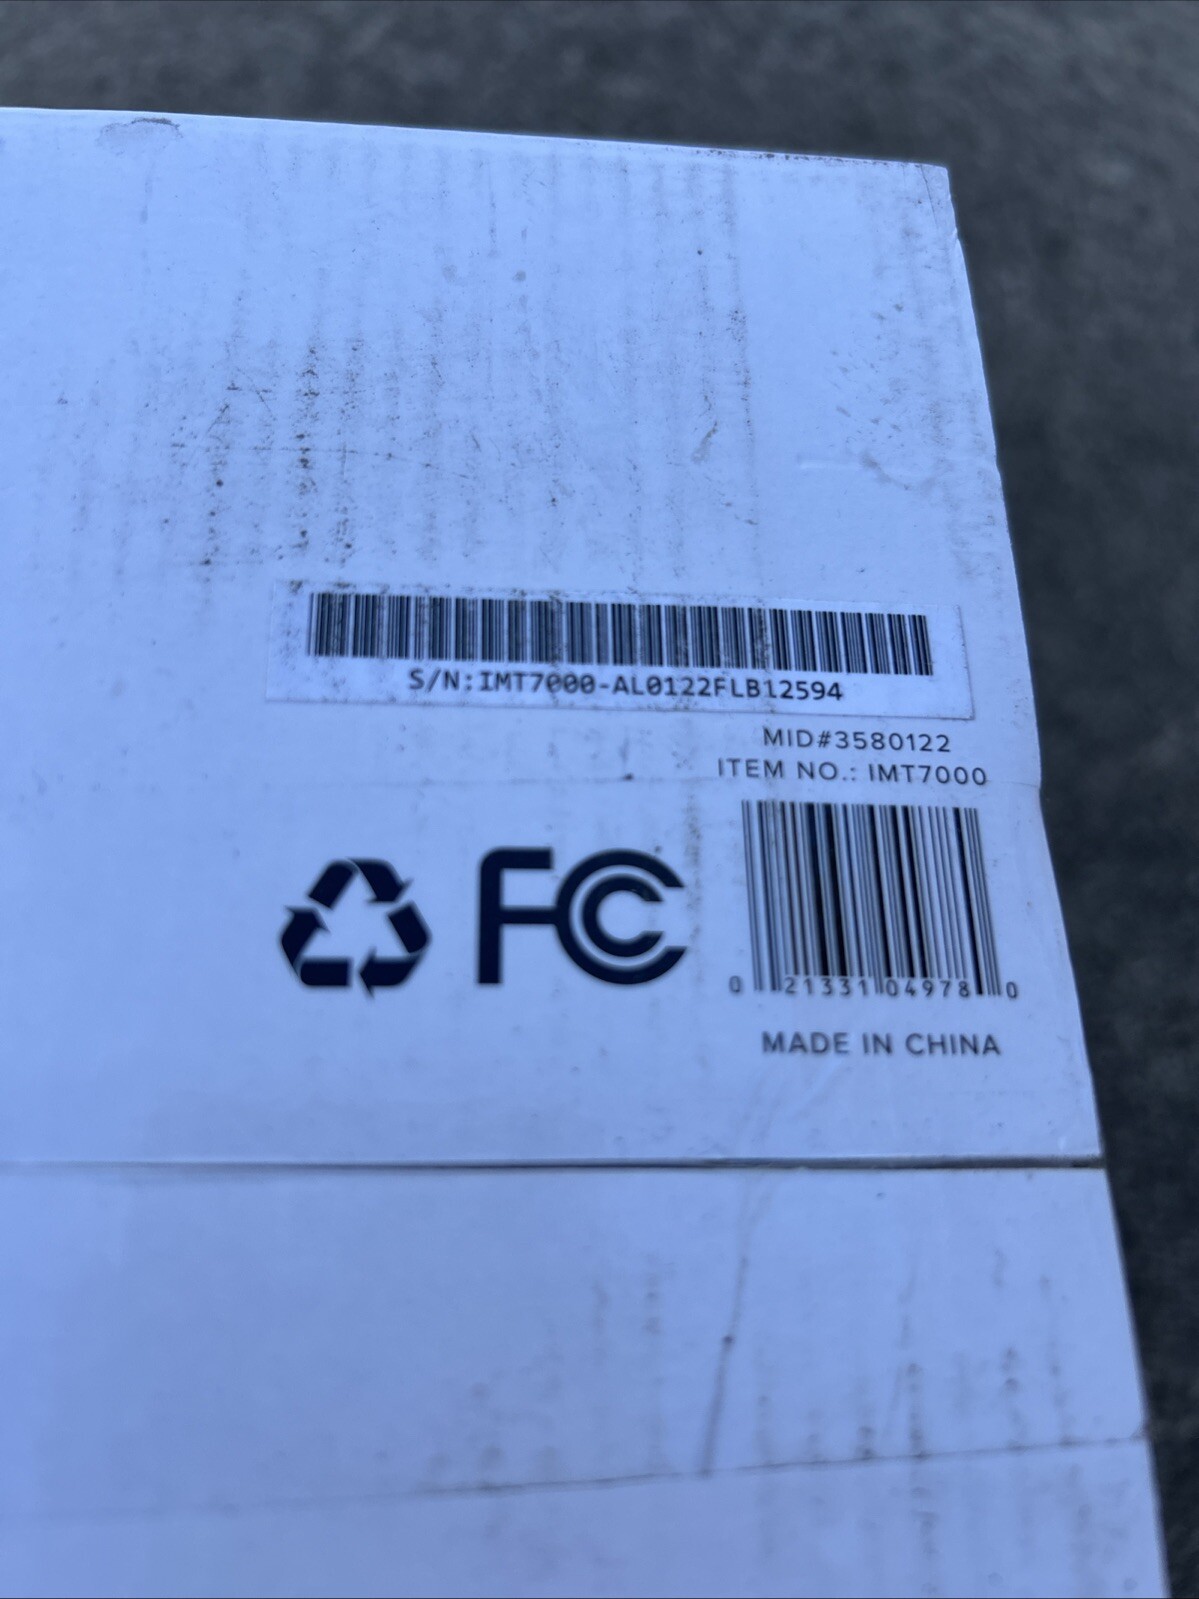 S/N:IMT7000-AL0122FLB12594
MID#3580122
ITEM NO.: IMT7000
FC
0 21331 04978 0
MADE IN CHINA